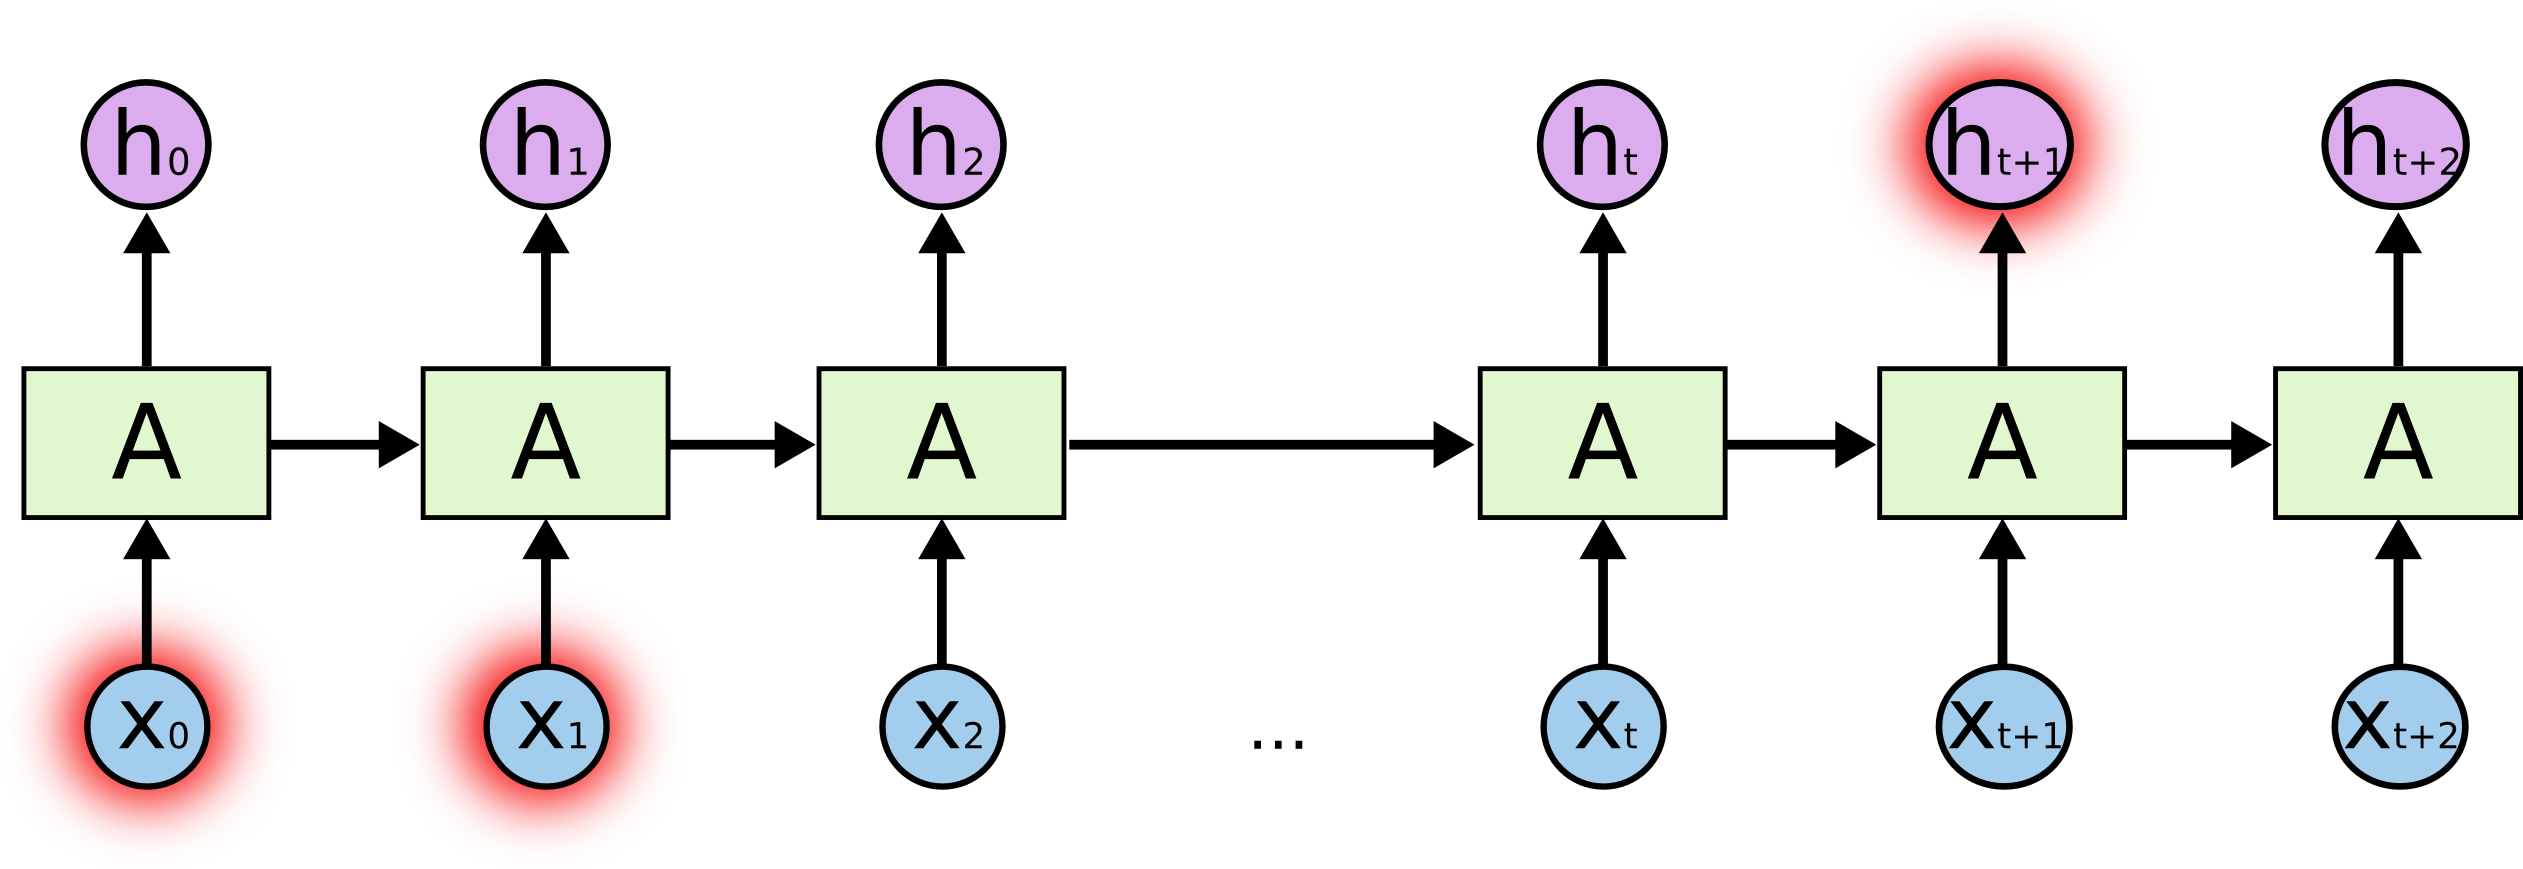 h0 h1 h2 ht ht+1 ht+2
A A A A A A
x0 x1 x2 ... xt xt+1 xt+2